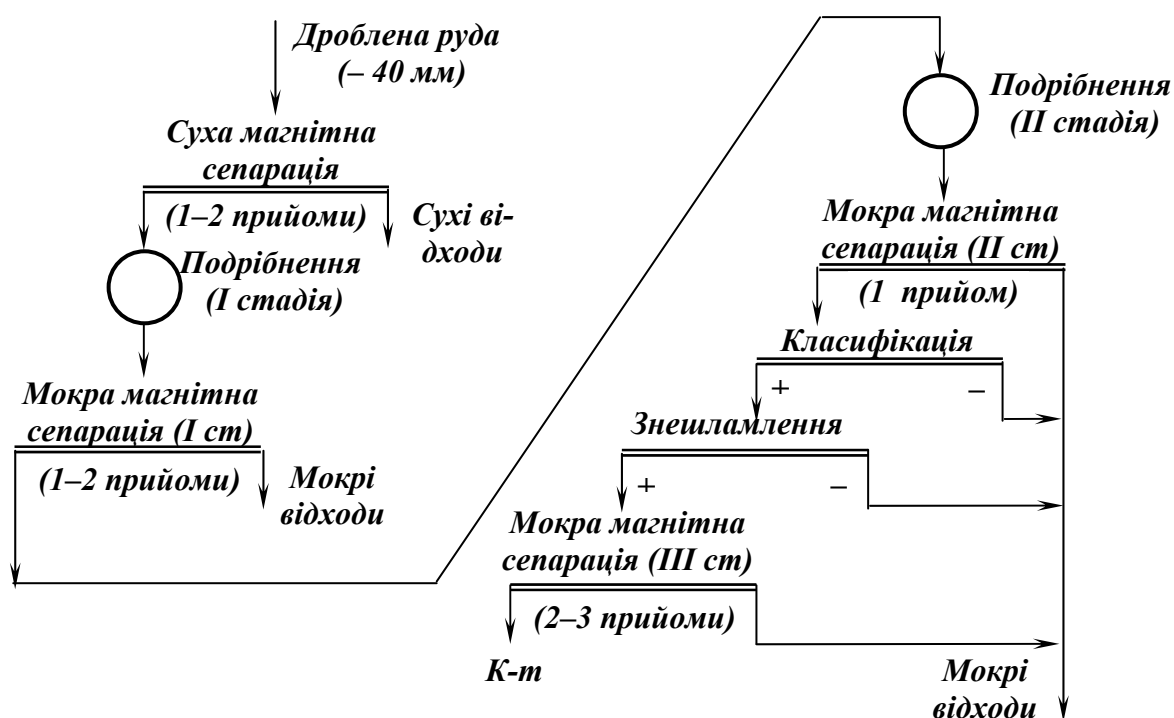 Дроблена руда
(– 40 мм)
Суха магнітна
сепарація
(1–2 прийоми)
Сухі ві-
дходи
Подрібнення
(I стадія)
Мокра магнітна
сепарація (I ст)
(1–2 прийоми)
Мокрі
відходи
Подрібнення
(II стадія)
Мокра магнітна
сепарація (II ст)
(1 прийом)
Класифікація
+ –
Знешламлення
+ –
Мокра магнітна
сепарація (III ст)
(2–3 прийоми)
К-т
Мокрі
відходи